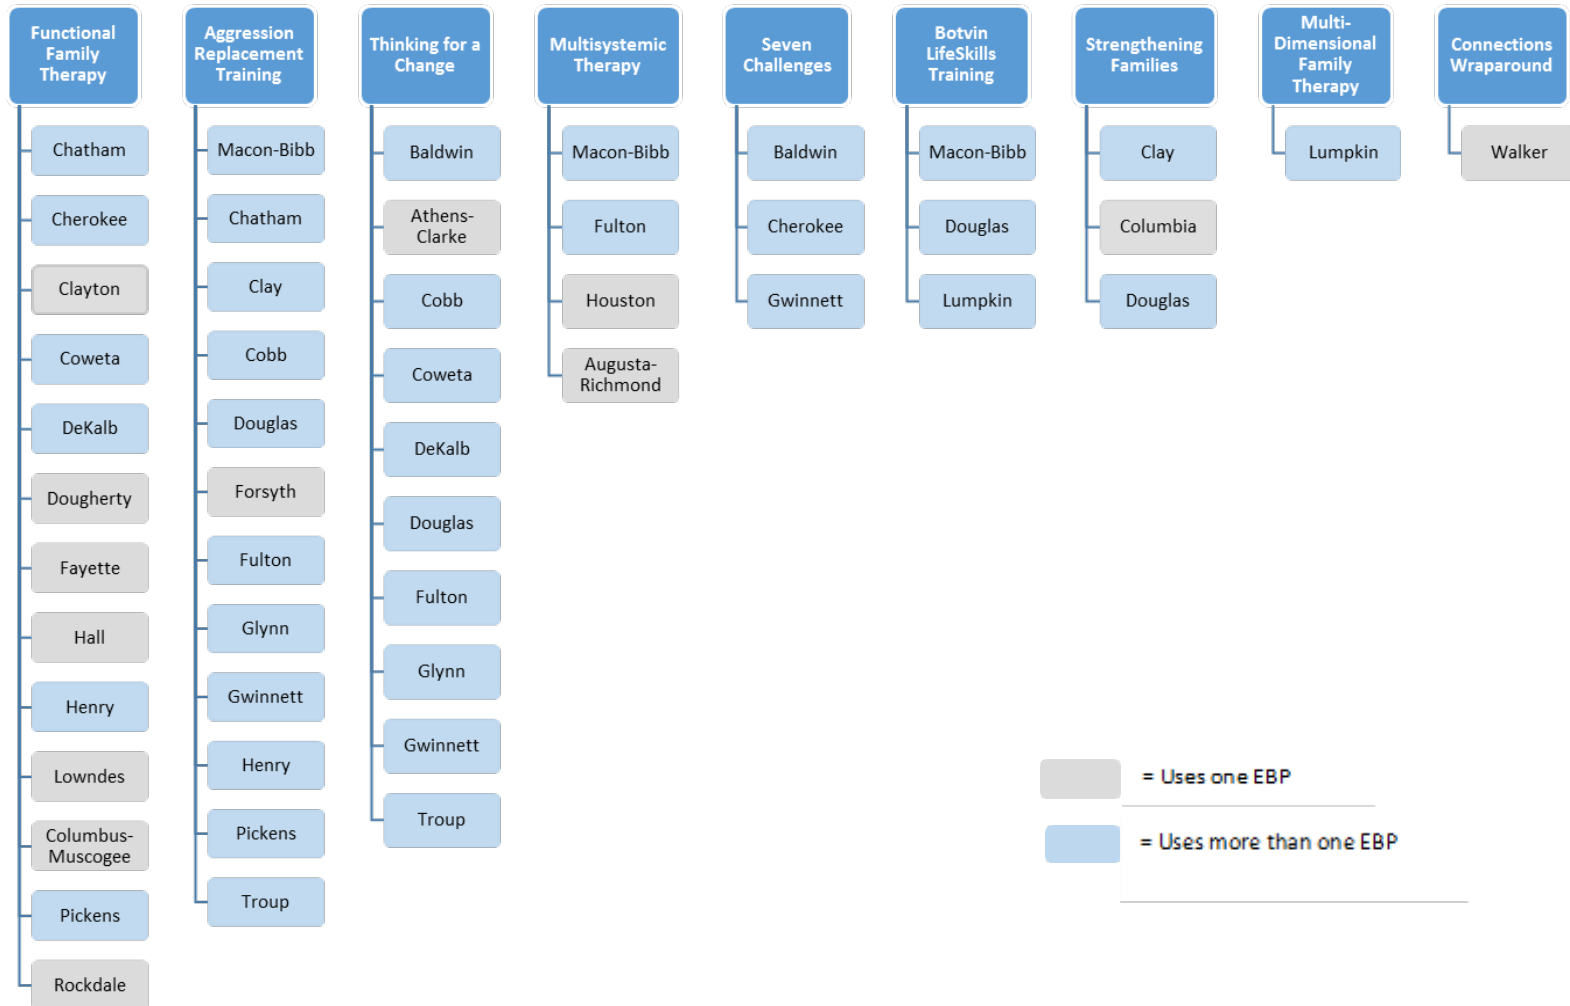 Functional
Family
Therapy
Chatham
Cherokee
Clayton
Coweta
DeKalb
Dougherty
Fayette
Hall
Henry
Lowndes
Columbus-
Muscogee
Pickens
Rockdale
Aggression
Replacement
Training
Macon-Bibb
Chatham
Clay
Cobb
Douglas
Forsyth
Fulton
Glynn
Gwinnett
Henry
Pickens
Troup
Thinking for a
Change
Baldwin
Athens-
Clarke
Cobb
Coweta
DeKalb
Douglas
Fulton
Glynn
Gwinnett
Troup
Multisystemic
Therapy
Macon-Bibb
Fulton
Houston
Augusta-
Richmond
Seven
Challenges
Baldwin
Cherokee
Gwinnett
Botvin
LifeSkills
Training
Macon-Bibb
Douglas
Lumpkin
Strengthening
Families
Clay
Columbia
Douglas
Multi-
Dimensional
Family
Therapy
Lumpkin
Connections
Wraparound
Walker
= Uses one EBP
= Uses more than one EBP